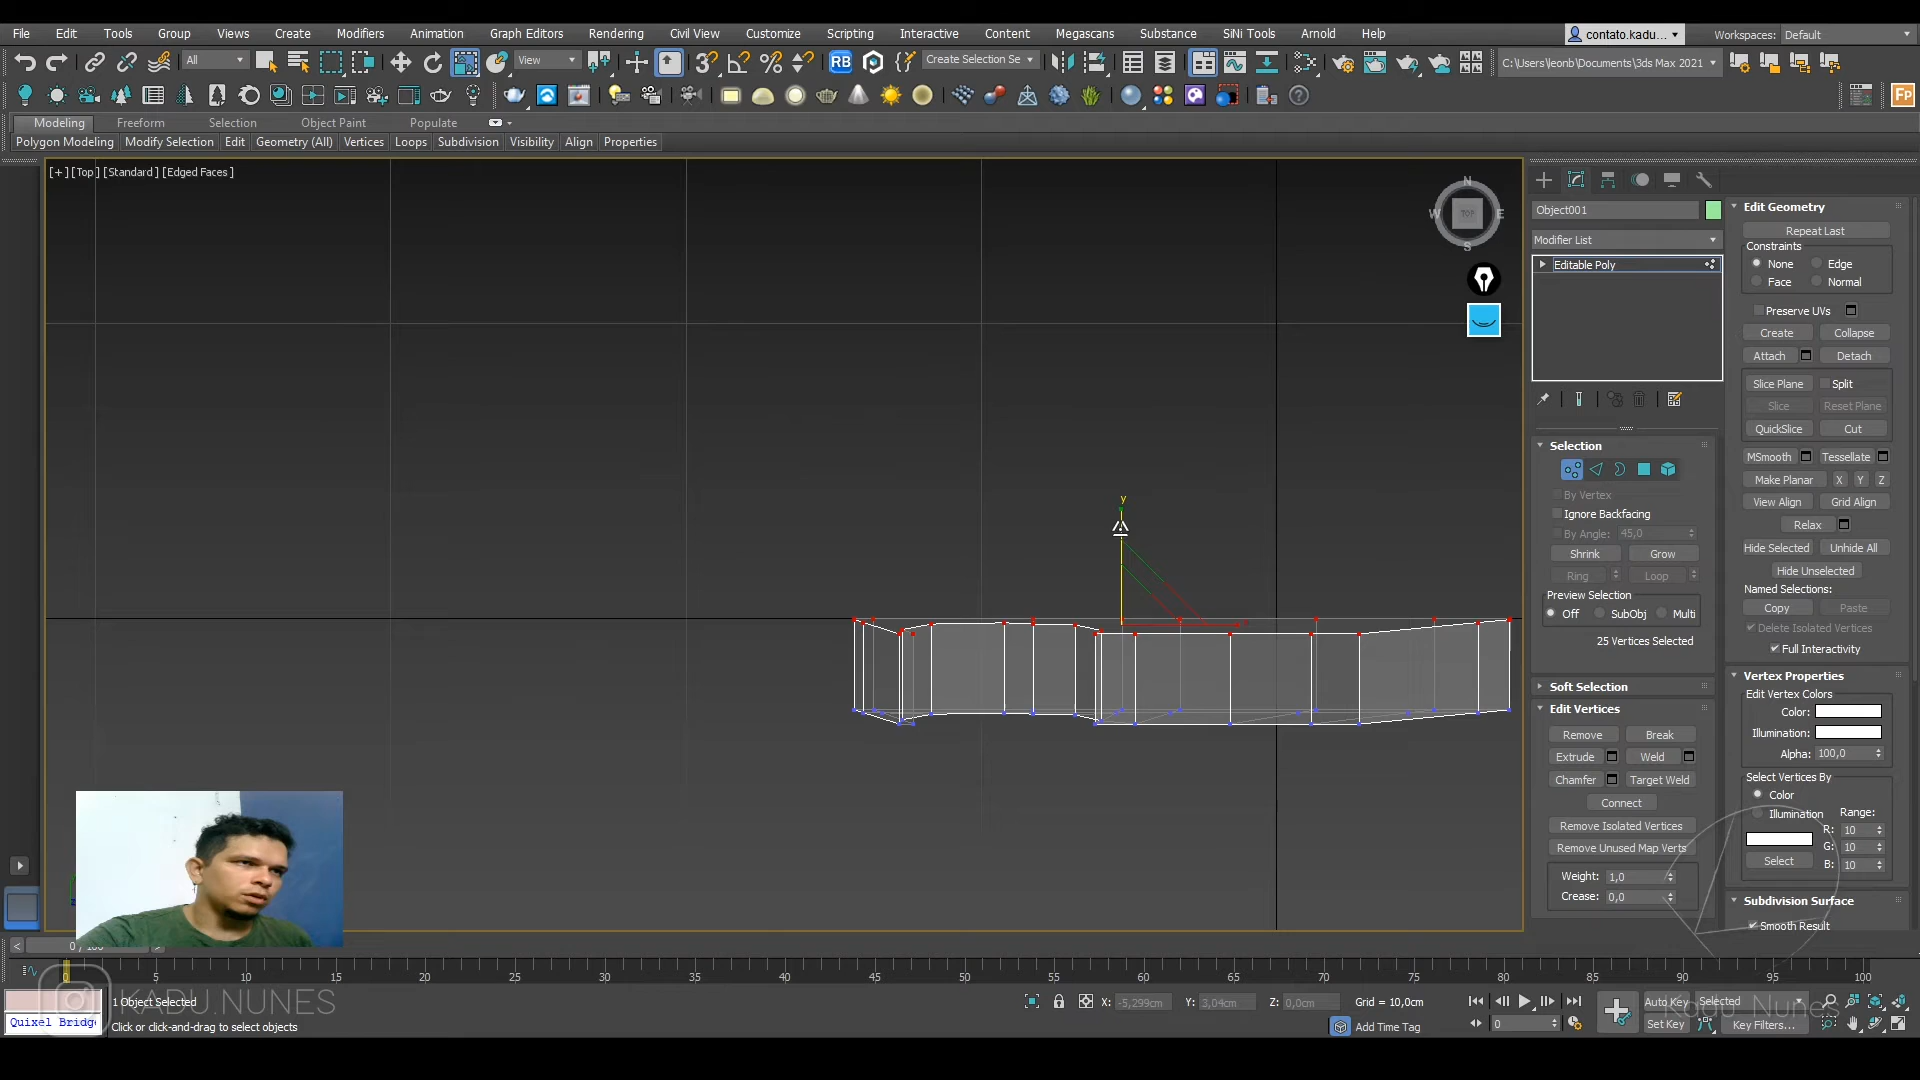 File Edit Tools Group Views Create Modifiers Animation Graph Editors Rendering Civil View Customize Scripting Interactive Content Megascans Substance SiNi Tools Arnold Help contato.kadu... Workspaces: Default
All View RB Create Selection Se C:\Users\leonb\Documents\3ds Max 2021
Fp
Modeling Freeform Selection Object Paint Populate
Polygon Modeling Modify Selection Edit Geometry (All) Vertices Loops Subdivision Visibility Align Properties
[+] [Top] [Standard] [Edged Faces]
N
W TOP E
S
y
Object001
Modifier List
Editable Poly
Selection
By Vertex
Ignore Backfacing
By Angle: 45,0
Shrink Grow
Ring Loop
Preview Selection
Off SubObj Multi
25 Vertices Selected
Soft Selection
Edit Vertices
Remove Break
Extrude Weld
Chamfer Target Weld
Connect
Remove Isolated Vertices
Remove Unused Map Verts
Weight: 1,0
Crease: 0,0
Edit Geometry
Repeat Last
Constraints
None Edge
Face Normal
Preserve UVs
Create Collapse
Attach Detach
Slice Plane Split
Slice Reset Plane
QuickSlice Cut
MSmooth Tessellate
Make Planar X Y Z
View Align Grid Align
Relax
Hide Selected Unhide All
Hide Unselected
Named Selections:
Copy Paste
Delete Isolated Vertices
Full Interactivity
Vertex Properties
Edit Vertex Colors
Color:
Illumination:
Alpha: 100,0
Select Vertices By
Color
Illumination Range:
R: 10
G: 10
Select B: 10
Subdivision Surface
Smooth Result
0 / 100
0 5 10 15 20 25 30 35 40 45 50 55 60 65 70 75 80 85 90 95 100
KADU.NUNES
1 Object Selected X: -5,299cm Y: 3,04cm Z: 0,0cm Grid = 10,0cm Auto Key Selected
Kadu Nunes
Quixel Bridg Click or click-and-drag to select objects Add Time Tag 0 Set Key Key Filters...